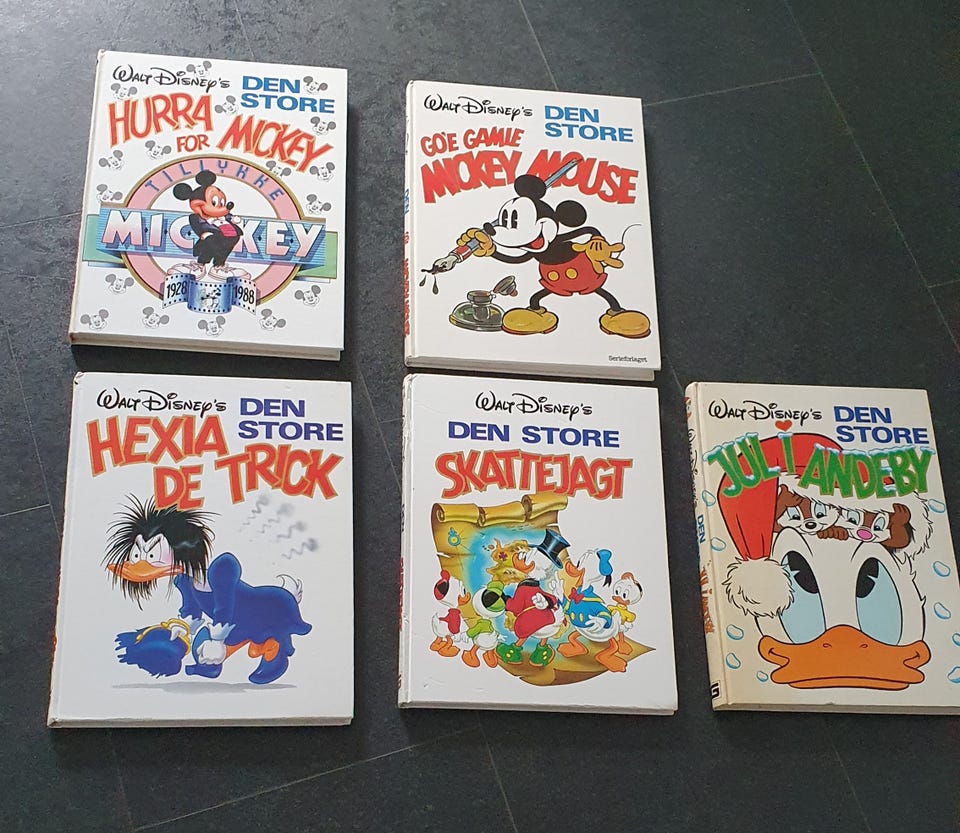 WALT DISNEY'S DEN STORE
HURRA FOR MICKEY
TILLYKKE
MICKEY
1928 1988
WALT DISNEY'S DEN STORE
GO'E GAMLE
MICKEY MOUSE
Serieforlaget
WALT DISNEY'S DEN STORE
HEXIA
DE TRICK
WALT DISNEY'S
DEN STORE
SKATTEJAGT
WALT DISNEY'S DEN STORE
JUL I ANDEBY
DEN
G